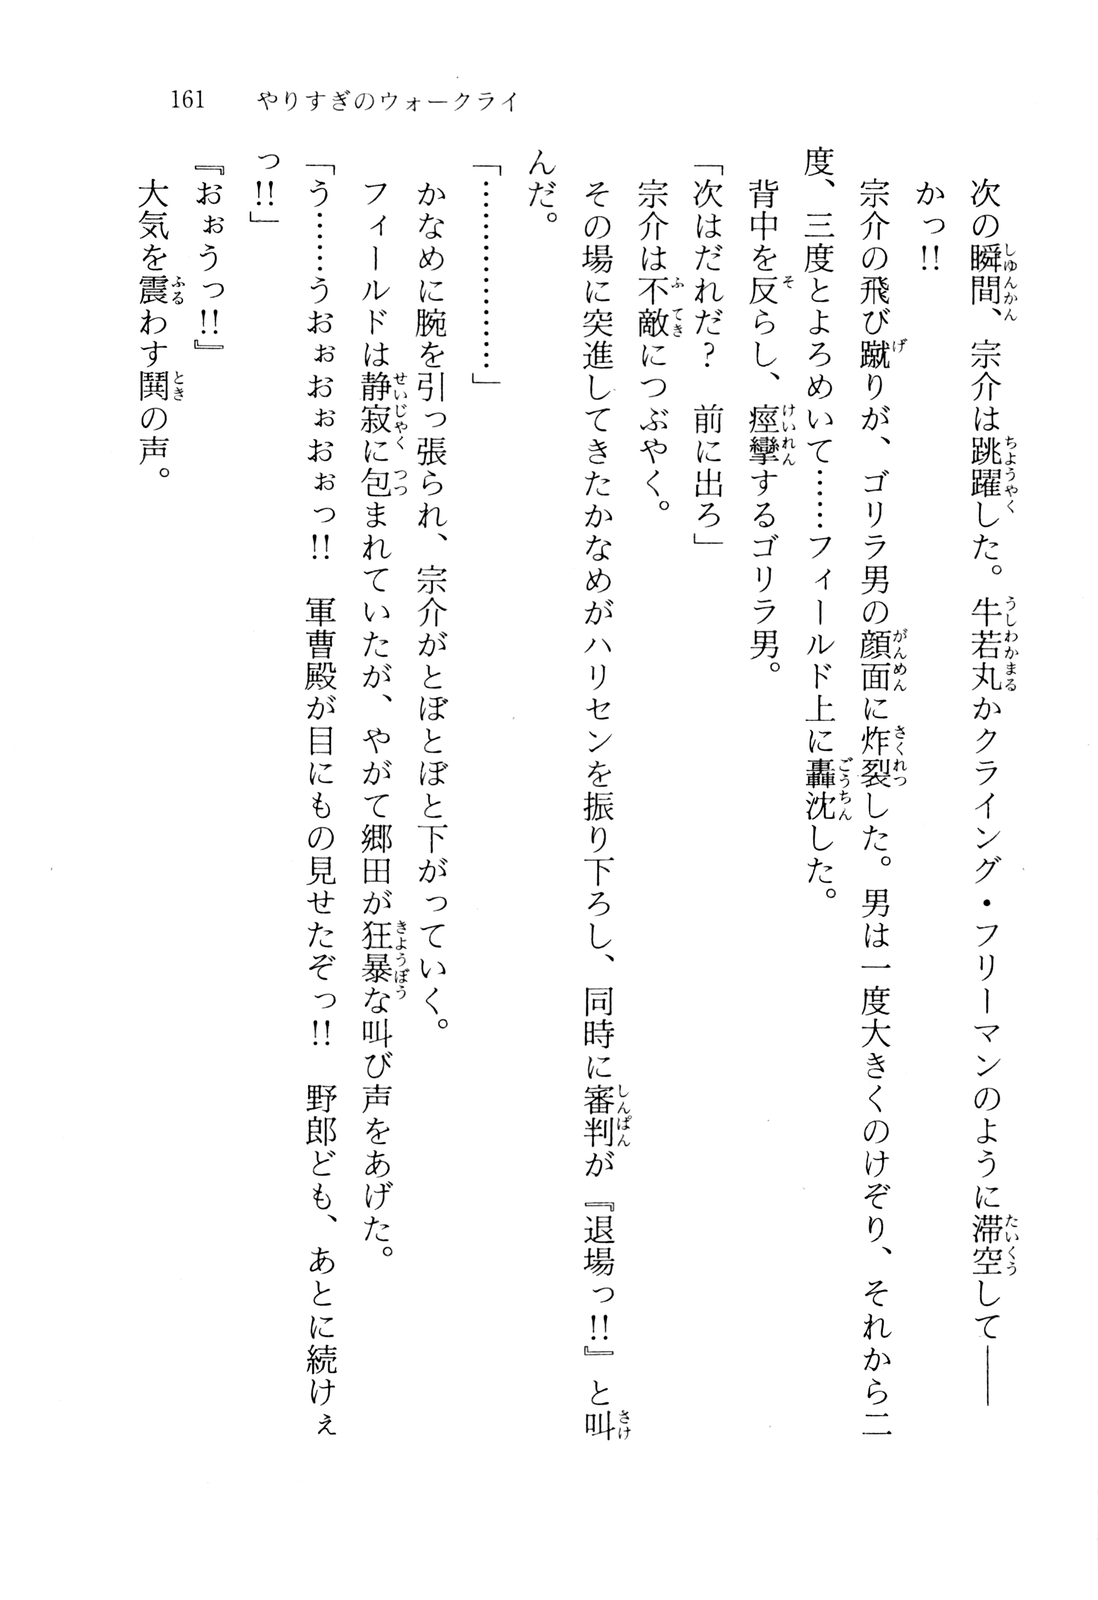 161 やりすぎのウォークライ
次の瞬間、宗介は跳躍した。牛若丸かクライング・フリーマンのように滞空して――
かっ!!
宗介の飛び蹴りが、ゴリラ男の顔面に炸裂した。男は一度大きくのけぞり、それから二
度、三度とよろめいて……フィールド上に轟沈した。
背中を反らし、痙攣するゴリラ男。
「次はだれだ?　前に出ろ」
宗介は不敵につぶやく。
その場に突進してきたかなめがハリセンを振り下ろし、同時に審判が『退場っ!!』と叫
んだ。
「………………」
かなめに腕を引っ張られ、宗介がとぼとぼと下がっていく。
フィールドは静寂に包まれていたが、やがて郷田が狂暴な叫び声をあげた。
「う……うおぉおぉおぉっ!!　軍曹殿が目にもの見せたぞっ!!　野郎ども、あとに続けぇ
っ!!」
『おぉうっ!!』
大気を震わす鬨の声。